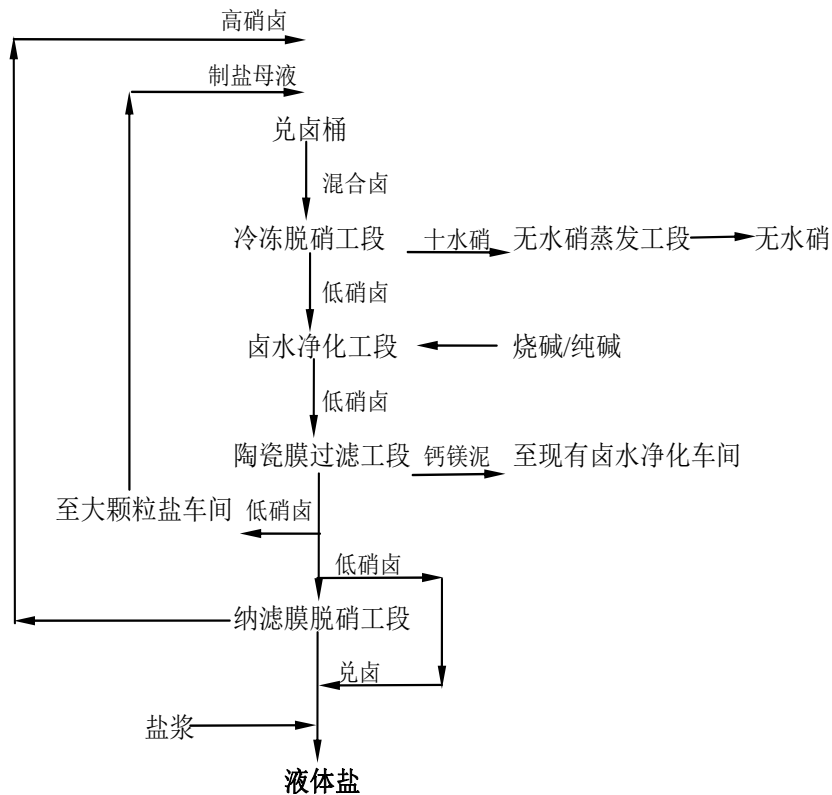 高硝卤
制盐母液
兑卤桶
混合卤
冷冻脱硝工段
十水硝
无水硝蒸发工段
无水硝
低硝卤
卤水净化工段
烧碱/纯碱
低硝卤
陶瓷膜过滤工段
钙镁泥
至现有卤水净化车间
至大颗粒盐车间
低硝卤
低硝卤
纳滤膜脱硝工段
兑卤
盐浆
液体盐